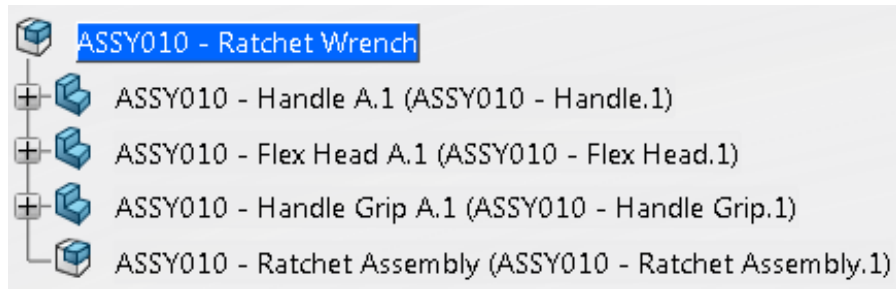 ASSY010 - Ratchet Wrench
ASSY010 - Handle A.1 (ASSY010 - Handle.1)
ASSY010 - Flex Head A.1 (ASSY010 - Flex Head.1)
ASSY010 - Handle Grip A.1 (ASSY010 - Handle Grip.1)
ASSY010 - Ratchet Assembly (ASSY010 - Ratchet Assembly.1)